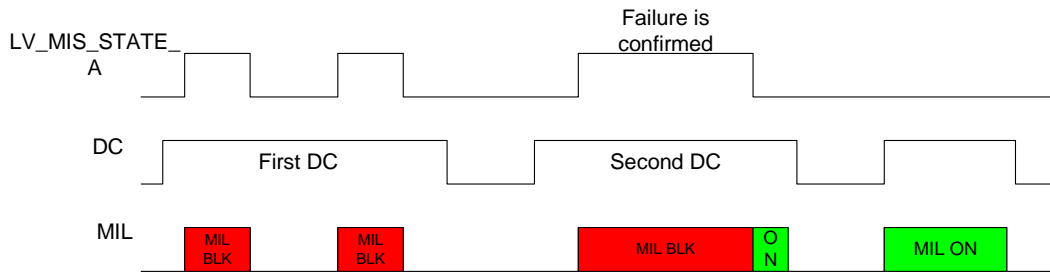 Failure is
confirmed
LV_MIS_STATE_
A
DC
First DC
Second DC
MIL
MIL
BLK
MIL
BLK
MIL BLK
O
N
MIL ON